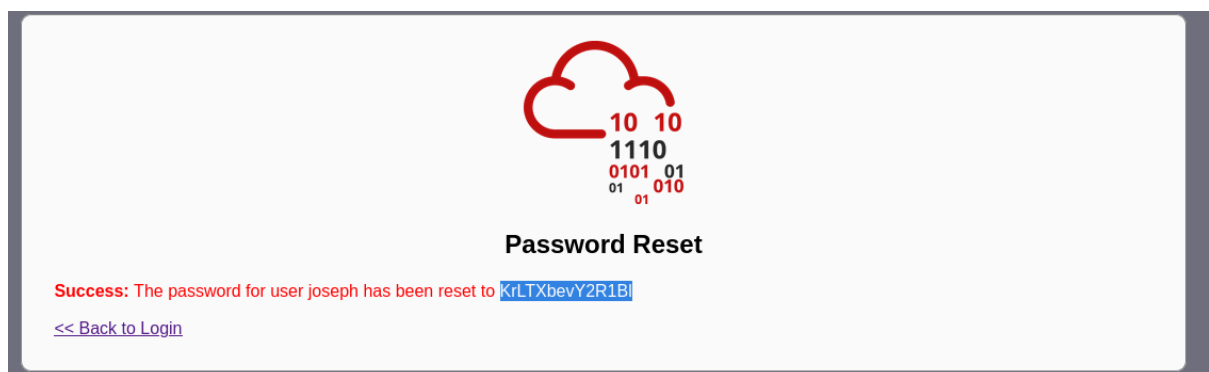 10 10
1110
0101 01
01 010
01
Password Reset
Success: The password for user joseph has been reset to KrLTXbevY2R1BI
<< Back to Login